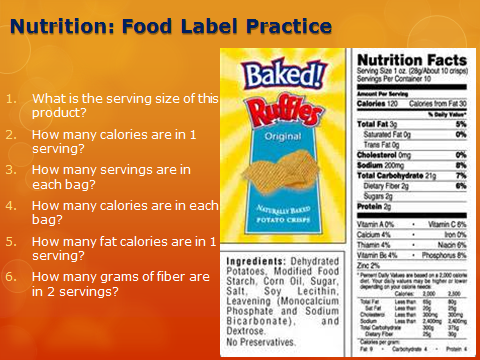 Nutrition: Food Label Practice
1. What is the serving size of this
product?
2. How many calories are in 1
serving?
3. How many servings are in
each bag?
4. How many calories are in each
bag?
5. How many fat calories are in 1
serving?
6. How many grams of fiber are
in 2 servings?
Baked!
Ruffles
Original
NATURALLY BAKED
POTATO CRISPS
Ingredients: Dehydrated
Potatoes, Modified Food
Starch, Corn Oil, Sugar,
Salt, Soy Lecithin,
Leavening (Monocalcium
Phosphate and Sodium
Bicarbonate), and
Dextrose.
No Preservatives.
Nutrition Facts
Serving Size 1 oz. (28g/About 10 crisps)
Servings Per Container 10
Amount Per Serving
Calories 120 Calories from Fat 30
% Daily Value*
Total Fat 3g 5%
Saturated Fat 0g 0%
Trans Fat 0g
Cholesterol 0mg 0%
Sodium 200mg 8%
Total Carbohydrate 21g 7%
Dietary Fiber 2g 6%
Sugars 2g
Protein 2g
Vitamin A 0% • Vitamin C 6%
Calcium 4% • Iron 0%
Thiamin 4% • Niacin 6%
Vitamin B6 4% • Phosphorus 8%
Zinc 2%
* Percent Daily Values are based on a 2,000 calorie
diet. Your daily values may be higher or lower
depending on your calorie needs:
Calories: 2,000 2,500
Total Fat Less than 65g 80g
Sat Fat Less than 20g 25g
Cholesterol Less than 300mg 300mg
Sodium Less than 2,400mg 2,400mg
Total Carbohydrate 300g 375g
Dietary Fiber 25g 30g
Calories per gram:
Fat 9 • Carbohydrate 4 • Protein 4